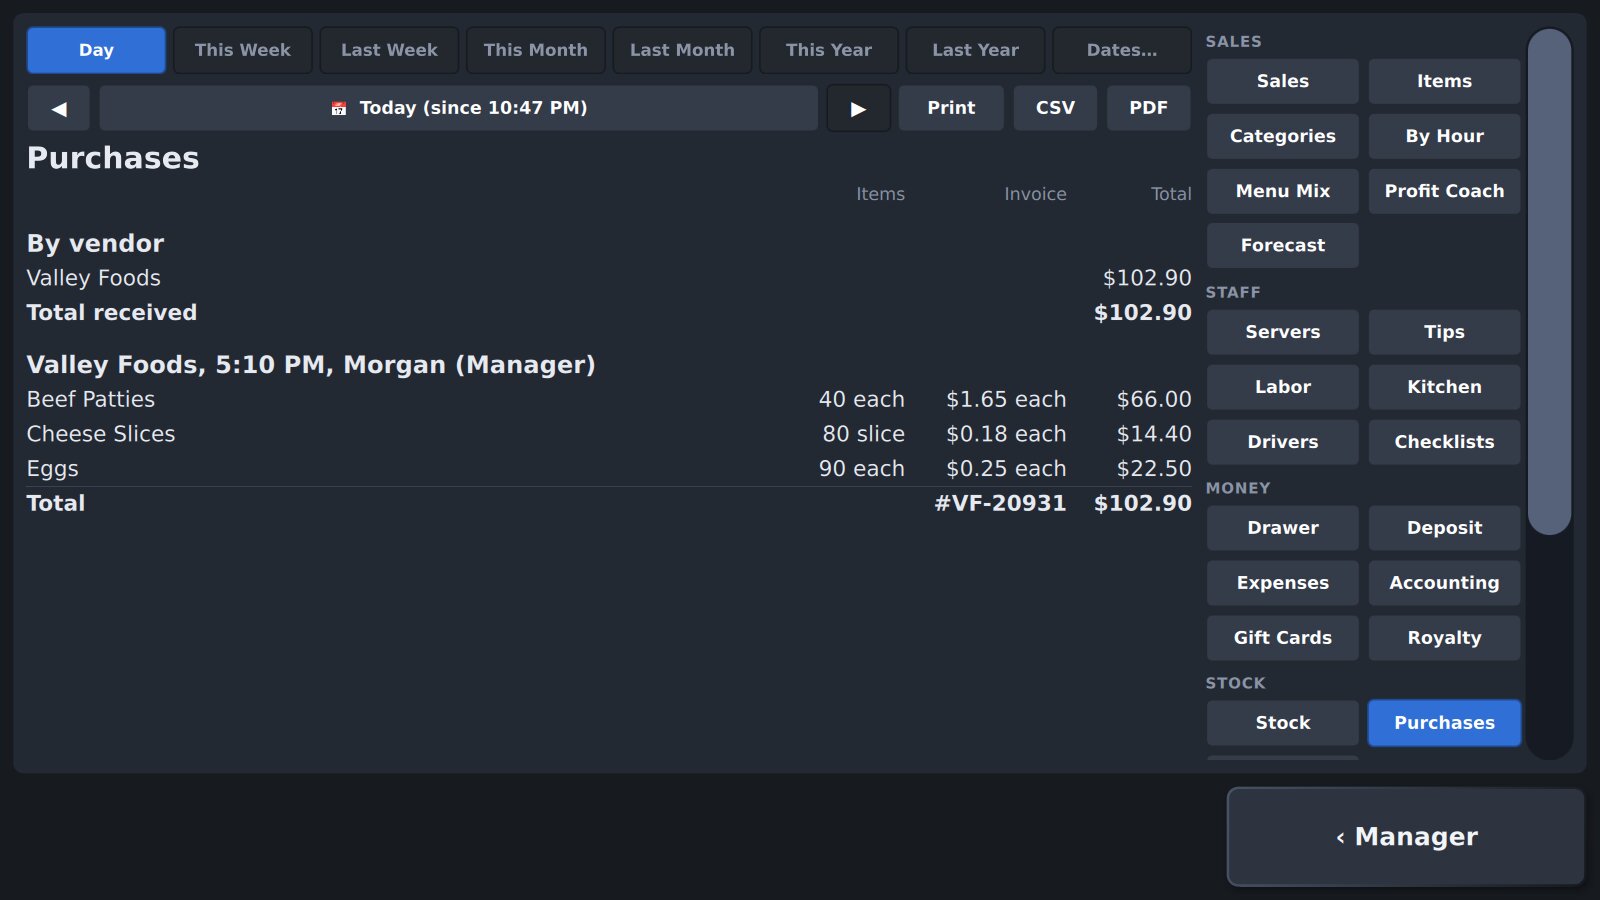 Day This Week Last Week This Month Last Month This Year Last Year Dates...
◀ 📅 Today (since 10:47 PM) ▶ Print CSV PDF
Purchases
Items Invoice Total
By vendor
Valley Foods $102.90
Total received $102.90
Valley Foods, 5:10 PM, Morgan (Manager)
Beef Patties 40 each $1.65 each $66.00
Cheese Slices 80 slice $0.18 each $14.40
Eggs 90 each $0.25 each $22.50
Total #VF-20931 $102.90
SALES
Sales Items
Categories By Hour
Menu Mix Profit Coach
Forecast
STAFF
Servers Tips
Labor Kitchen
Drivers Checklists
MONEY
Drawer Deposit
Expenses Accounting
Gift Cards Royalty
STOCK
Stock Purchases
‹ Manager